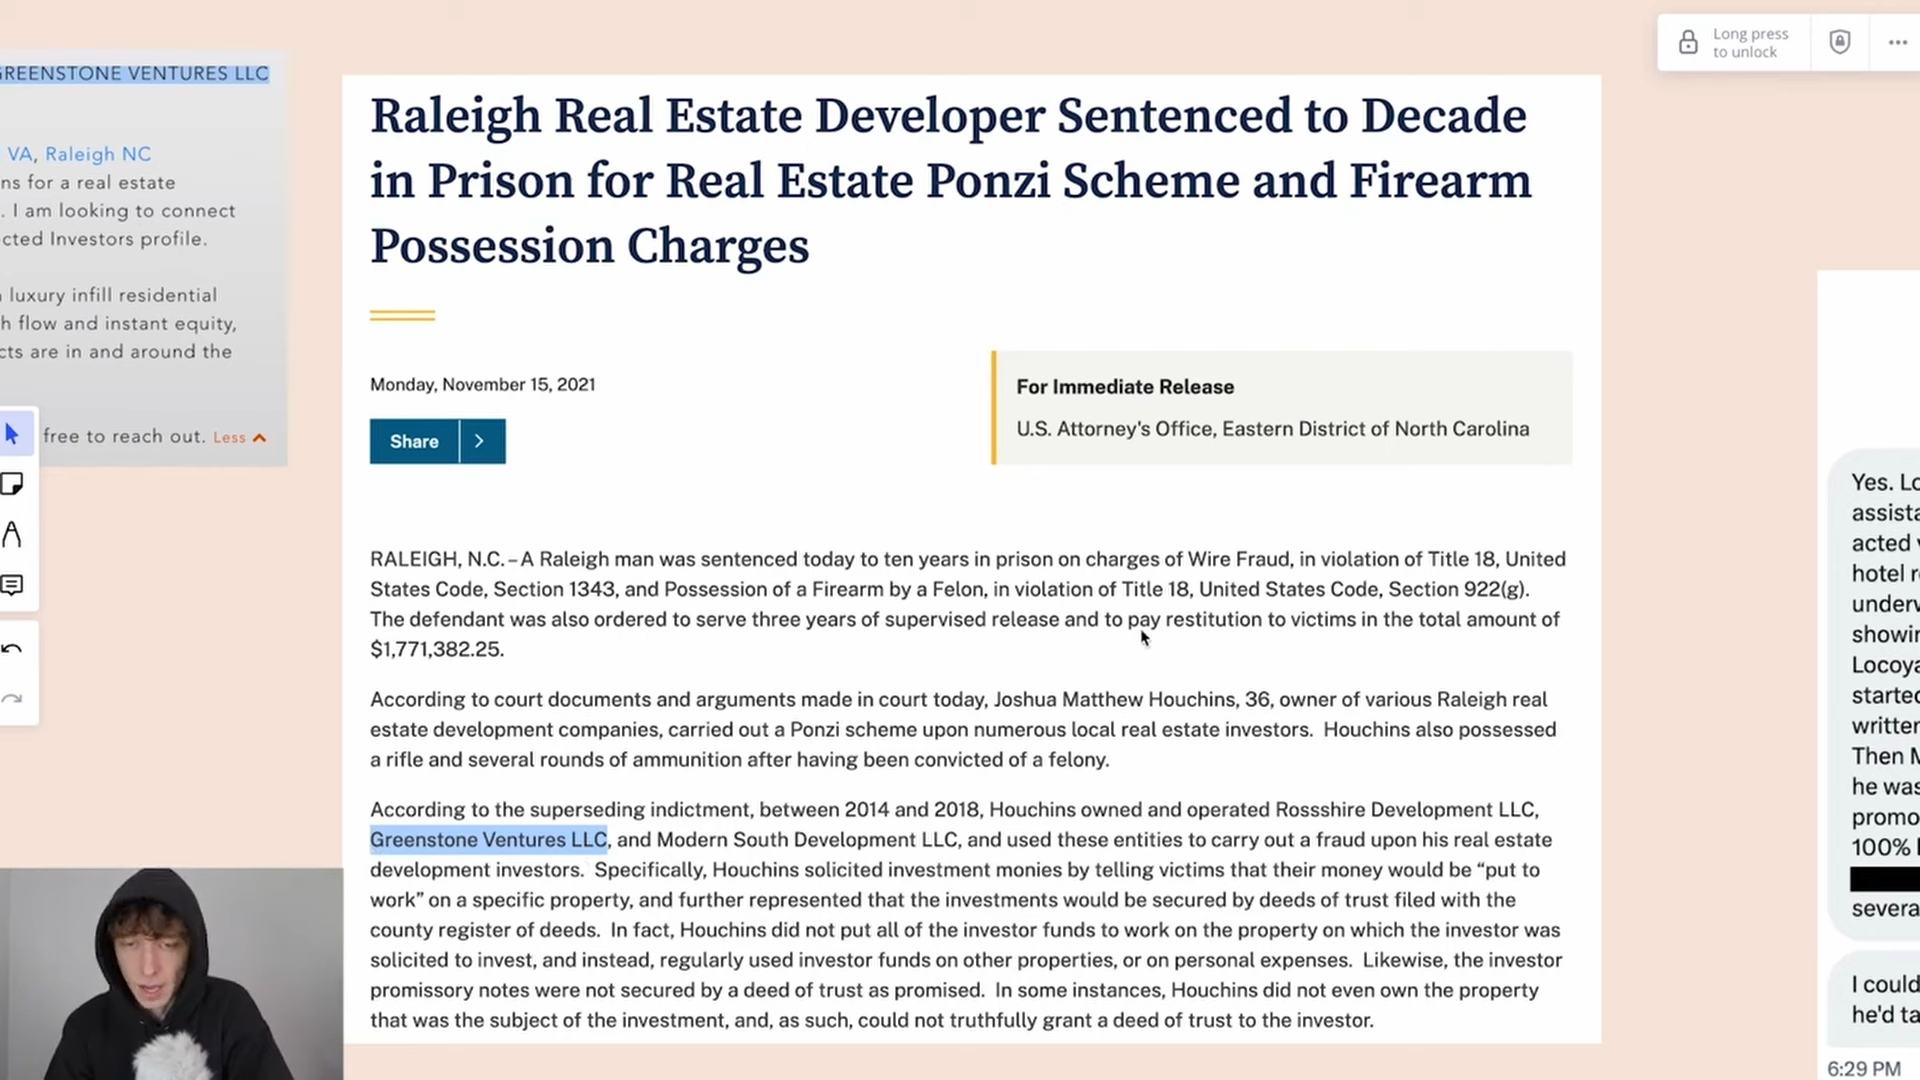 Long press
to unlock
GREENSTONE VENTURES LLC
VA, Raleigh NC
ns for a real estate
. I am looking to connect
cted Investors profile.
luxury infill residential
h flow and instant equity,
cts are in and around the
free to reach out. Less
Raleigh Real Estate Developer Sentenced to Decade
in Prison for Real Estate Ponzi Scheme and Firearm
Possession Charges
Monday, November 15, 2021
Share
For Immediate Release
U.S. Attorney's Office, Eastern District of North Carolina
RALEIGH, N.C. – A Raleigh man was sentenced today to ten years in prison on charges of Wire Fraud, in violation of Title 18, United
States Code, Section 1343, and Possession of a Firearm by a Felon, in violation of Title 18, United States Code, Section 922(g).
The defendant was also ordered to serve three years of supervised release and to pay restitution to victims in the total amount of
$1,771,382.25.
According to court documents and arguments made in court today, Joshua Matthew Houchins, 36, owner of various Raleigh real
estate development companies, carried out a Ponzi scheme upon numerous local real estate investors. Houchins also possessed
a rifle and several rounds of ammunition after having been convicted of a felony.
According to the superseding indictment, between 2014 and 2018, Houchins owned and operated Rossshire Development LLC,
Greenstone Ventures LLC, and Modern South Development LLC, and used these entities to carry out a fraud upon his real estate
development investors. Specifically, Houchins solicited investment monies by telling victims that their money would be “put to
work” on a specific property, and further represented that the investments would be secured by deeds of trust filed with the
county register of deeds. In fact, Houchins did not put all of the investor funds to work on the property on which the investor was
solicited to invest, and instead, regularly used investor funds on other properties, or on personal expenses. Likewise, the investor
promissory notes were not secured by a deed of trust as promised. In some instances, Houchins did not even own the property
that was the subject of the investment, and, as such, could not truthfully grant a deed of trust to the investor.
Yes. Lo
assista
acted
hotel r
underv
showin
Locoya
started
written
Then M
he was
promo
100%
severa
I could
he'd ta
6:29 PM